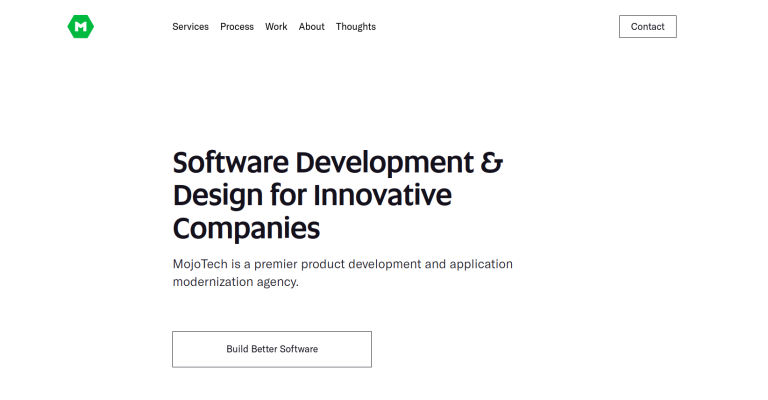 M
Services Process Work About Thoughts Contact
Software Development &
Design for Innovative
Companies
MojoTech is a premier product development and application
modernization agency.
Build Better Software